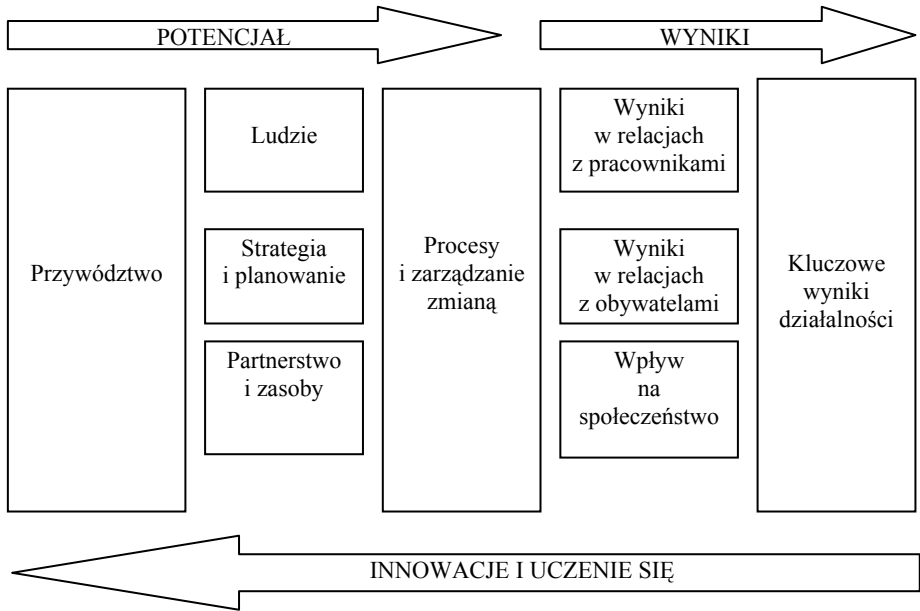 POTENCJAŁ
WYNIKI
Przywództwo
Ludzie
Strategia
i planowanie
Partnerstwo
i zasoby
Procesy
i zarządzanie
zmianą
Wyniki
w relacjach
z pracownikami
Wyniki
w relacjach
z obywatelami
Wpływ
na
społeczeństwo
Kluczowe
wyniki
działalności
INNOWACJE I UCZENIE SIĘ